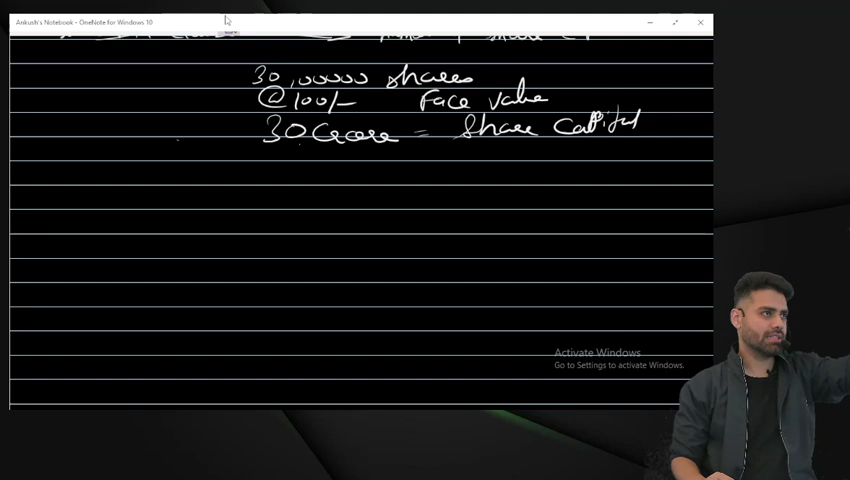 Ankush's Notebook - OneNote for Windows 10
30,00000 shares
@100/- Face value
30 Crore = Share Capital
Activate Windows
Go to Settings to activate Windows.